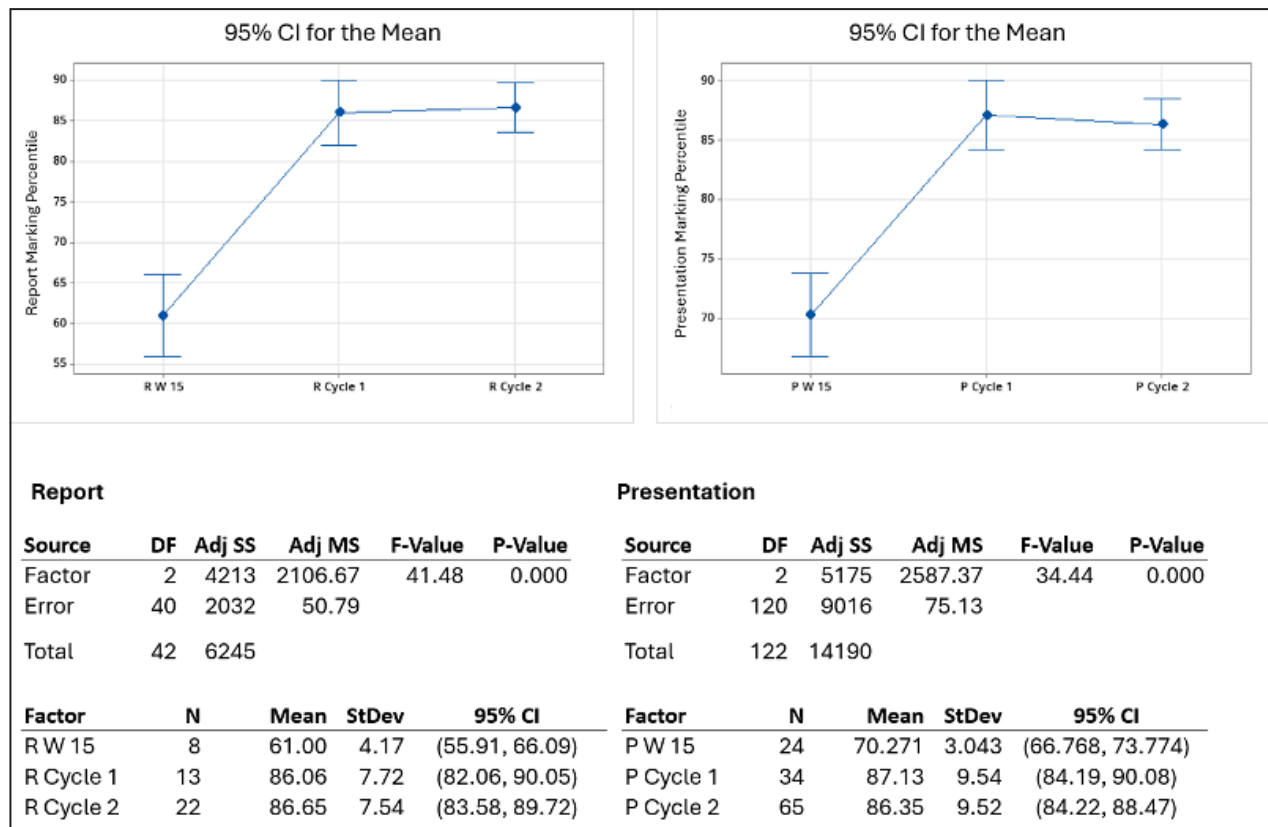 95% CI for the Mean
Report Marking Percentile
90
85
80
75
70
65
60
55
R W 15 R Cycle 1 R Cycle 2
95% CI for the Mean
Presentation Marking Percentile
90
85
80
75
70
P W 15 P Cycle 1 P Cycle 2
Report
Source DF Adj SS Adj MS F-Value P-Value
Factor 2 4213 2106.67 41.48 0.000
Error 40 2032 50.79
Total 42 6245
Factor N Mean StDev 95% CI
R W 15 8 61.00 4.17 (55.91, 66.09)
R Cycle 1 13 86.06 7.72 (82.06, 90.05)
R Cycle 2 22 86.65 7.54 (83.58, 89.72)
Presentation
Source DF Adj SS Adj MS F-Value P-Value
Factor 2 5175 2587.37 34.44 0.000
Error 120 9016 75.13
Total 122 14190
Factor N Mean StDev 95% CI
P W 15 24 70.271 3.043 (66.768, 73.774)
P Cycle 1 34 87.13 9.54 (84.19, 90.08)
P Cycle 2 65 86.35 9.52 (84.22, 88.47)